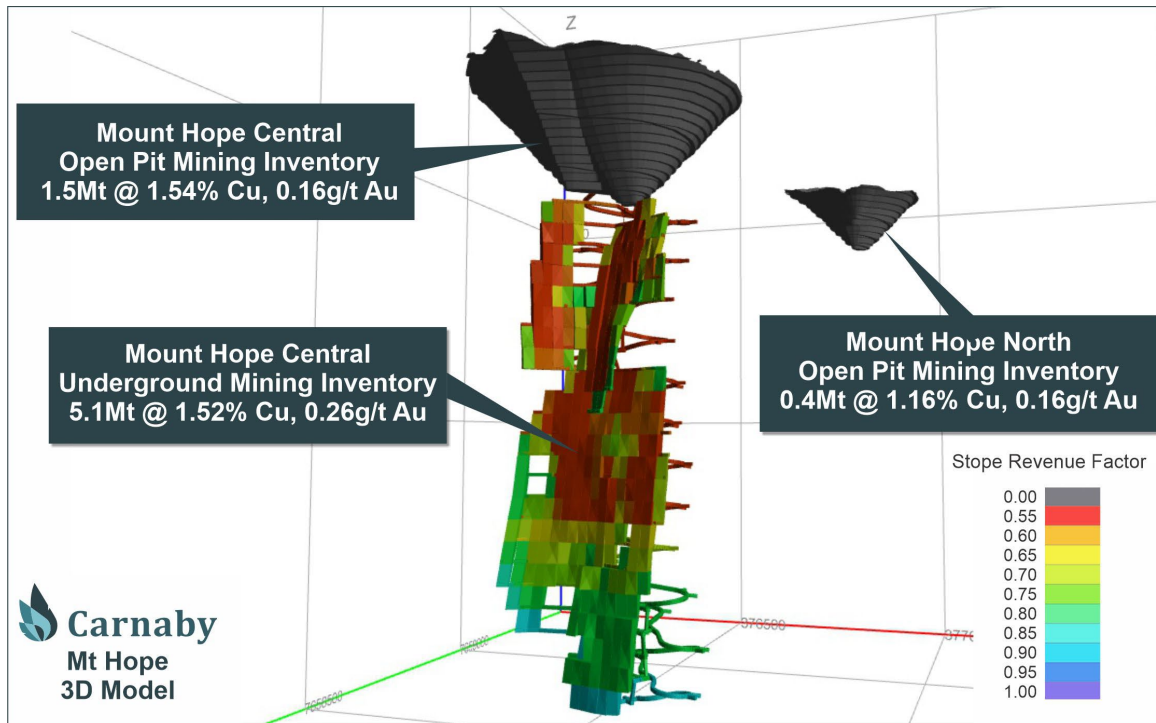 Z
Mount Hope Central
Open Pit Mining Inventory
1.5Mt @ 1.54% Cu, 0.16g/t Au
Mount Hope Central
Underground Mining Inventory
5.1Mt @ 1.52% Cu, 0.26g/t Au
Mount Hope North
Open Pit Mining Inventory
0.4Mt @ 1.16% Cu, 0.16g/t Au
Stope Revenue Factor
0.00
0.55
0.60
0.65
0.70
0.75
0.80
0.85
0.90
0.95
1.00
Carnaby
Mt Hope
3D Model